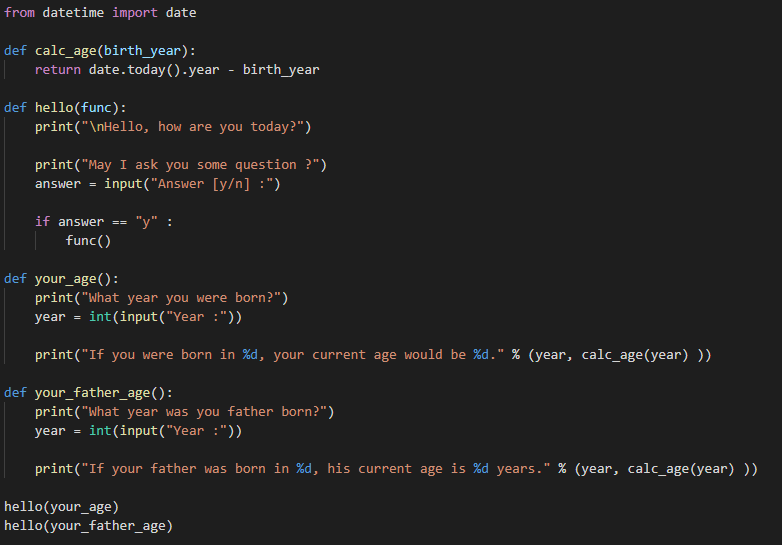 from datetime import date

def calc_age(birth_year):
    return date.today().year - birth_year

def hello(func):
    print("\nHello, how are you today?")

    print("May I ask you some question ?")
    answer = input("Answer [y/n] :")

    if answer == "y" :
        func()

def your_age():
    print("What year you were born?")
    year = int(input("Year :"))

    print("If you were born in %d, your current age would be %d." % (year, calc_age(year) ))

def your_father_age():
    print("What year was you father born?")
    year = int(input("Year :"))

    print("If your father was born in %d, his current age is %d years." % (year, calc_age(year) ))

hello(your_age)
hello(your_father_age)